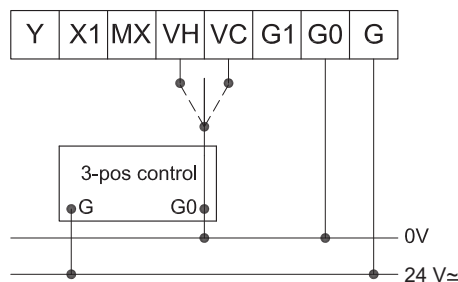 Y X1 MX VH VC G1 G0 G
3-pos control
G G0
0V
24 V≃